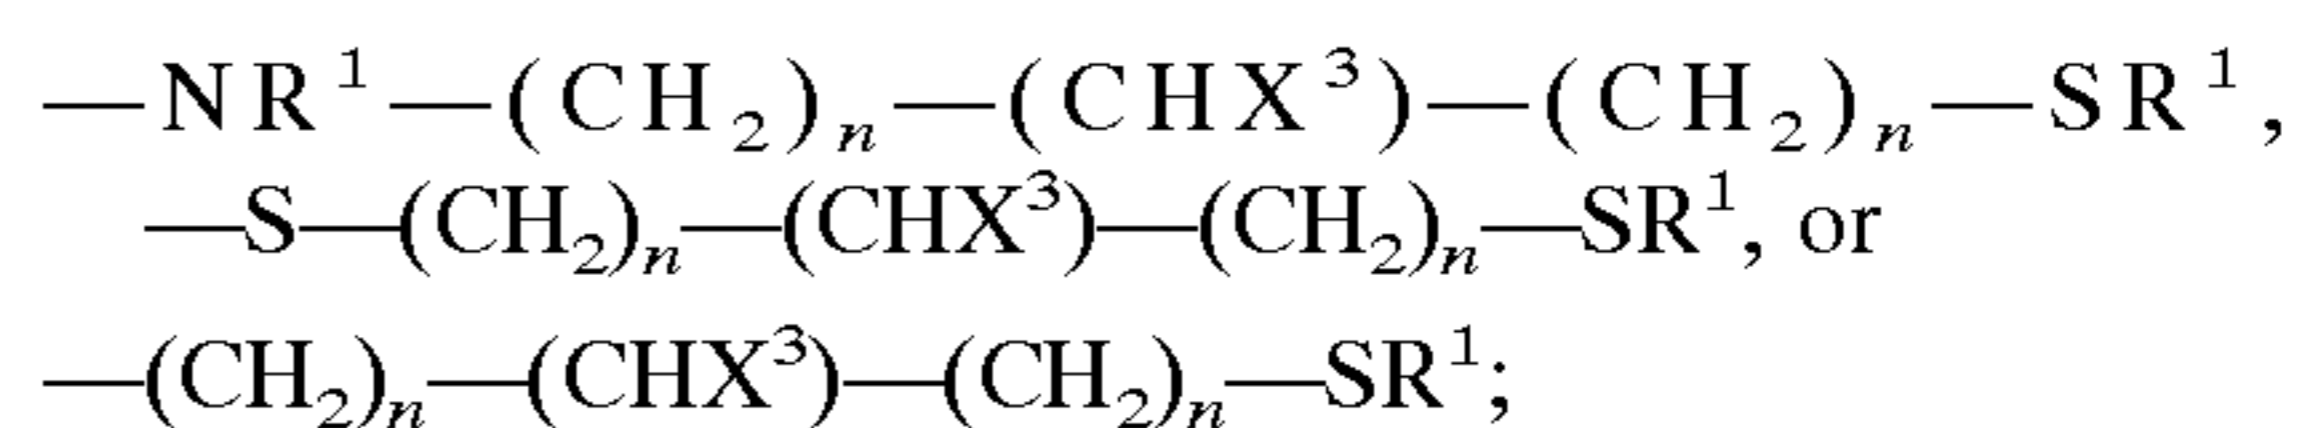 —NR¹—(CH₂)ₙ—(CHX³)—(CH₂)ₙ—SR¹,
—S—(CH₂)ₙ—(CHX³)—(CH₂)ₙ—SR¹, or
—(CH₂)ₙ—(CHX³)—(CH₂)ₙ—SR¹;